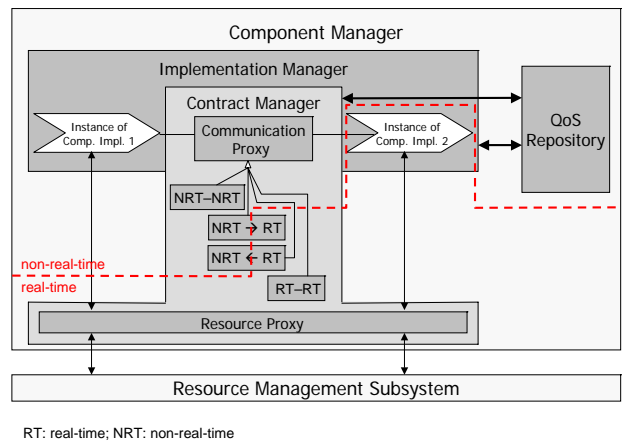 Component Manager
Implementation Manager
Contract Manager
Instance of
Comp. Impl. 1
Communication
Proxy
Instance of
Comp. Impl. 2
QoS
Repository
NRT–NRT
NRT → RT
NRT ← RT
RT–RT
non-real-time
real-time
Resource Proxy
Resource Management Subsystem
RT: real-time; NRT: non-real-time